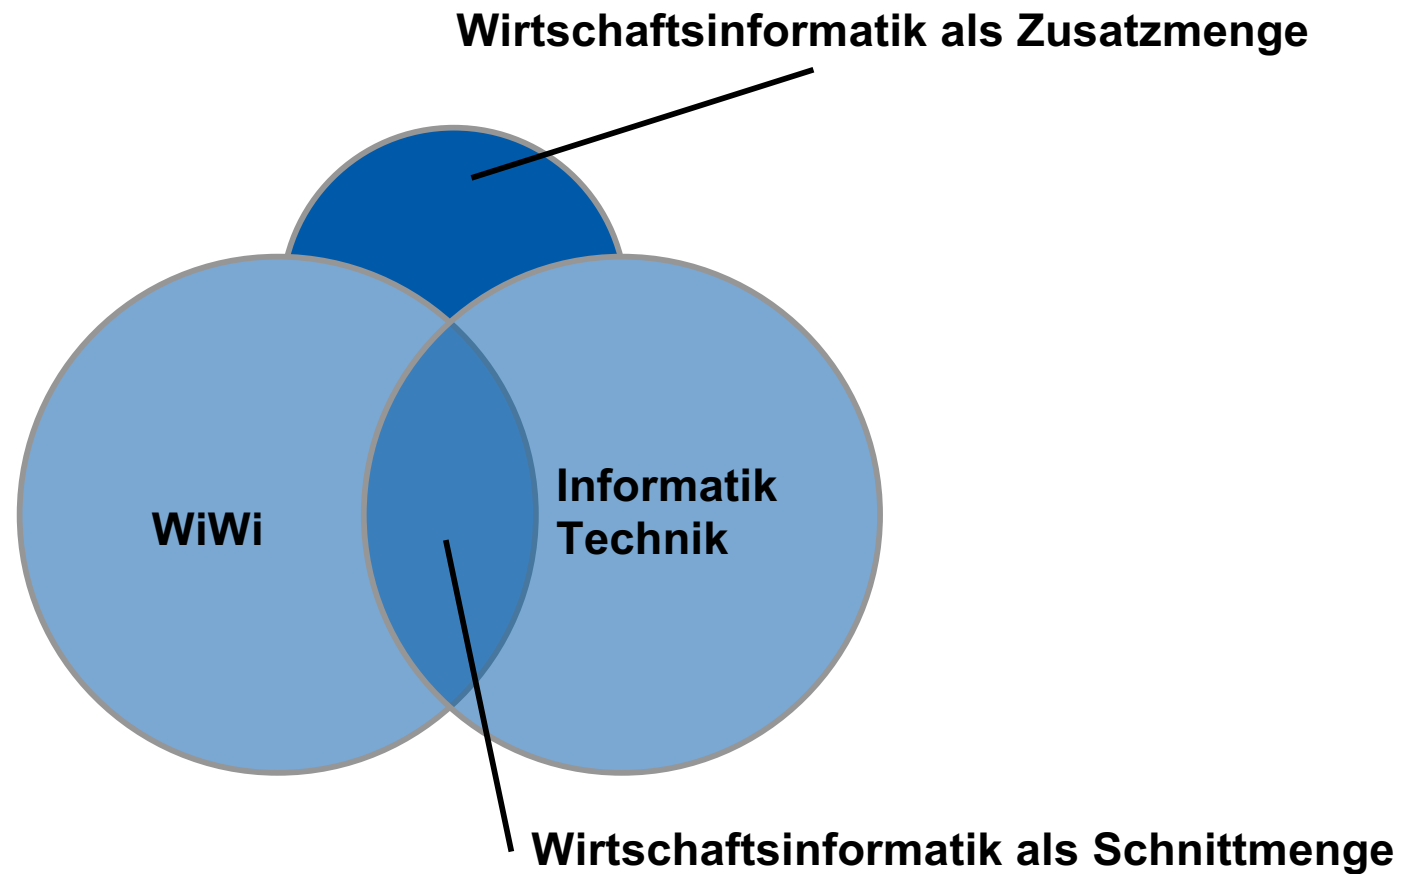 Wirtschaftsinformatik als Zusatzmenge
WiWi
Informatik
Technik
Wirtschaftsinformatik als Schnittmenge